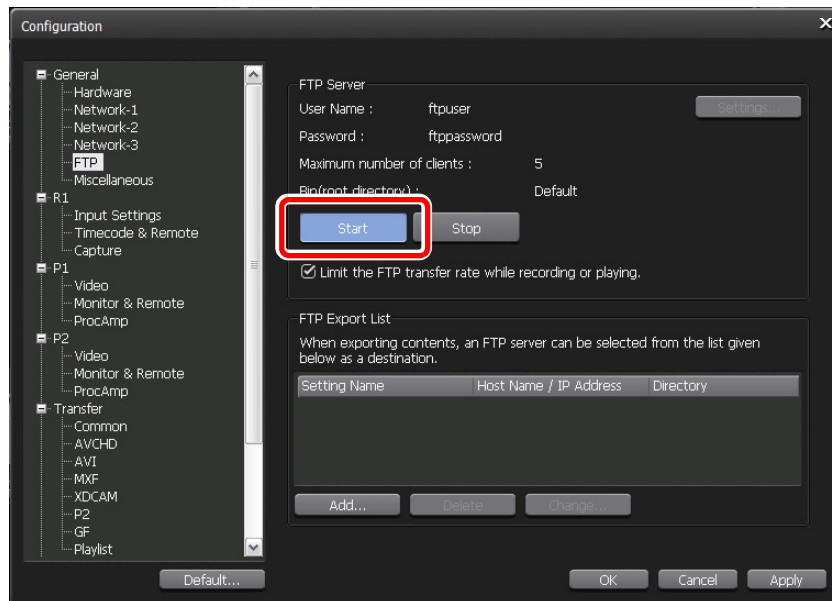 Configuration
General
Hardware
Network-1
Network-2
Network-3
FTP
Miscellaneous
R1
Input Settings
Timecode & Remote
Capture
P1
Video
Monitor & Remote
ProcAmp
P2
Video
Monitor & Remote
ProcAmp
Transfer
Common
AVCHD
AVI
MXF
XDCAM
P2
GF
Playlist
Default...
FTP Server
User Name : ftpuser
Settings...
Password : ftppassword
Maximum number of clients : 5
Bin(root directory) : Default
Start
Stop
Limit the FTP transfer rate while recording or playing.
FTP Export List
When exporting contents, an FTP server can be selected from the list given
below as a destination.
Setting Name Host Name / IP Address Directory
Add... Delete Change...
OK Cancel Apply